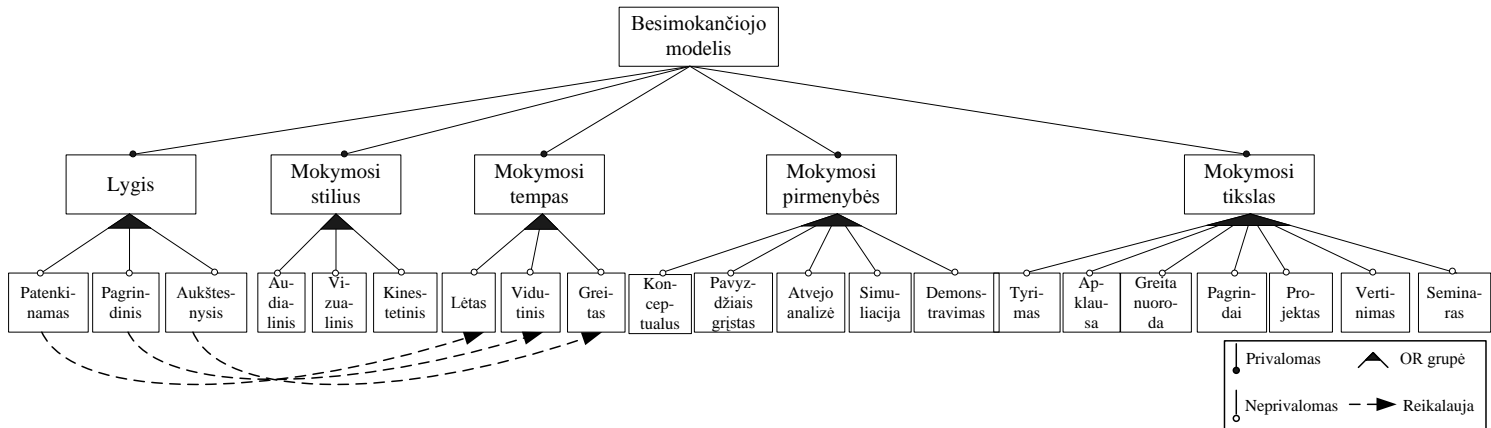 Besimokančiojo
modelis
Lygis
Mokymosi
stilius
Mokymosi
tempas
Mokymosi
pirmenybės
Mokymosi
tikslas
Patenki-
namas
Pagrin-
dinis
Aukštes-
nysis
Au-
dia-
linis
Vi-
zua-
linis
Kines-
tetinis
Lėtas
Vidu-
tinis
Grei-
tas
Kon-
cep-
tualus
Pavyz-
džiais
grįstas
Atvejo
analizė
Simu-
liacija
Demons-
travimas
Tyri-
mas
Ap-
klau-
sa
Greita
nuoro-
da
Pagrin-
dai
Pro-
jektas
Verti-
nimas
Semina-
ras
Privalomas
OR grupė
Neprivalomas
Reikalauja